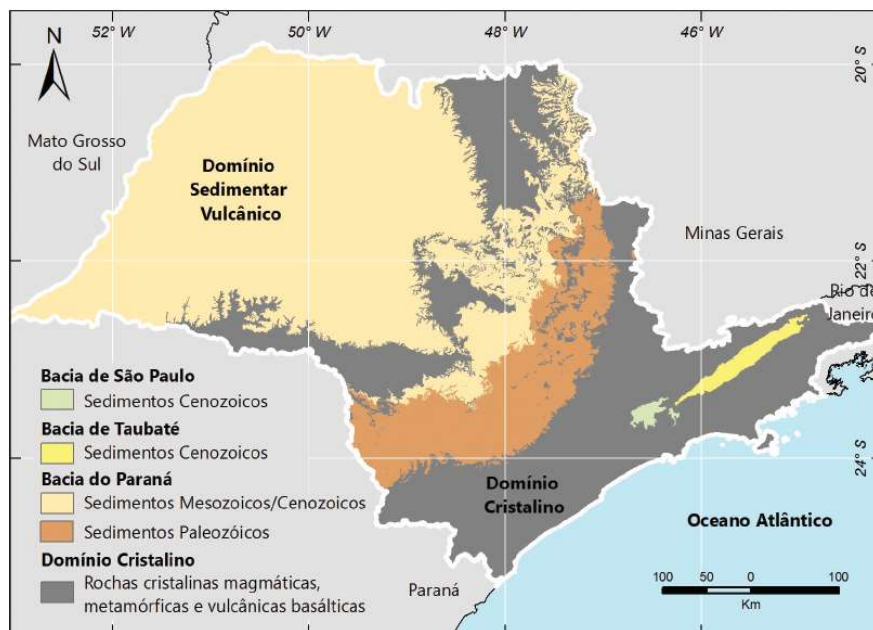 52° W
50° W
48° W
46° W
N
20° S
Mato Grosso
do Sul
Domínio
Sedimentar
Vulcânico
Minas Gerais
22° S
Rio de
Janeiro
Bacia de São Paulo
Sedimentos Cenozoicos
Bacia de Taubaté
Sedimentos Cenozoicos
Bacia do Paraná
Sedimentos Mesozoicos/Cenozoicos
Sedimentos Paleozóicos
Domínio Cristalino
Rochas cristalinas magmáticas,
metamórficas e vulcânicas basálticas
24° S
Domínio
Cristalino
Oceano Atlântico
Paraná
100 50 0 100
Km